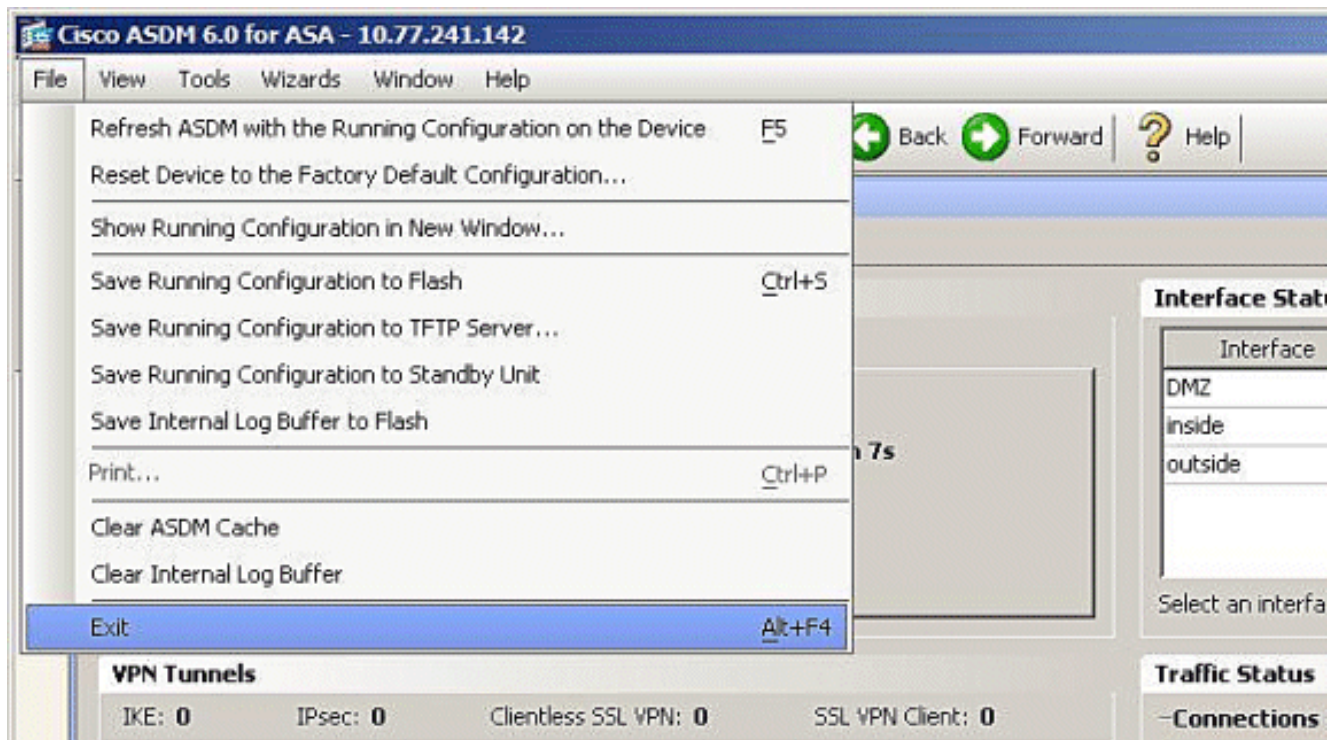 Cisco ASDM 6.0 for ASA - 10.77.241.142
File View Tools Wizards Window Help
Refresh ASDM with the Running Configuration on the Device F5
Back Forward Help
Reset Device to the Factory Default Configuration...
Show Running Configuration in New Window...
Save Running Configuration to Flash Ctrl+S
Save Running Configuration to TFTP Server...
Save Running Configuration to Standby Unit
Save Internal Log Buffer to Flash
Print... Ctrl+P
Clear ASDM Cache
Clear Internal Log Buffer
Exit Alt+F4
7s
Interface
Interface
DMZ
inside
outside
Select an
VPN Tunnels
IKE: 0 IPsec: 0 Clientless SSL VPN: 0 SSL VPN Client: 0
Traffic Status
Connections